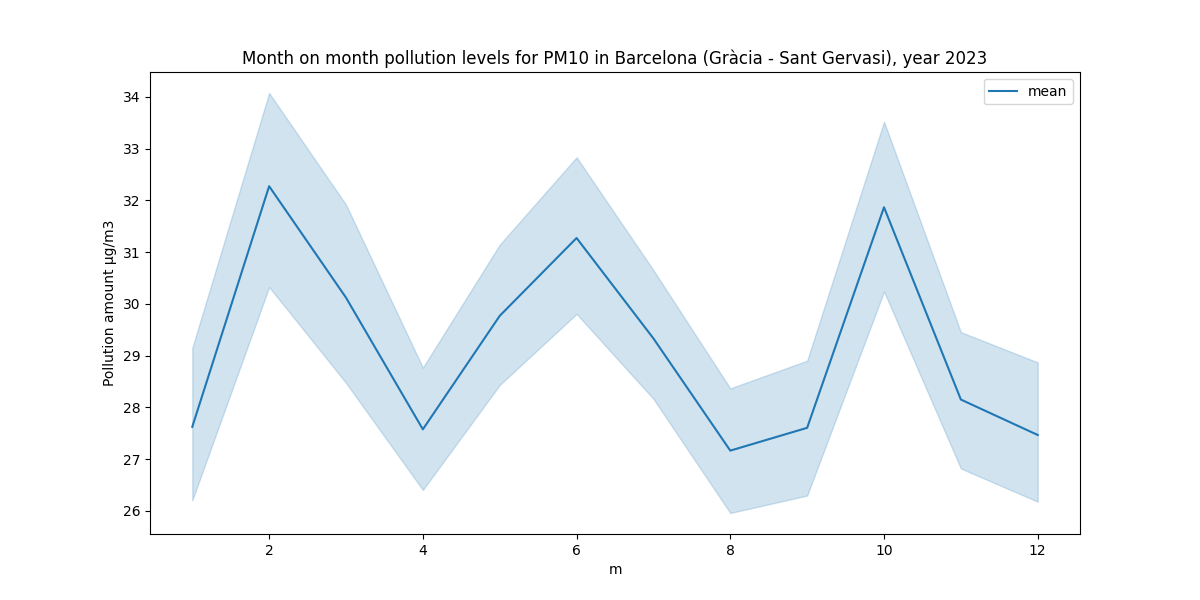 Month on month pollution levels for PM10 in Barcelona (Gràcia - Sant Gervasi), year 2023
mean
Pollution amount µg/m3
34
33
32
31
30
29
28
27
26
2 4 6 8 10 12
m